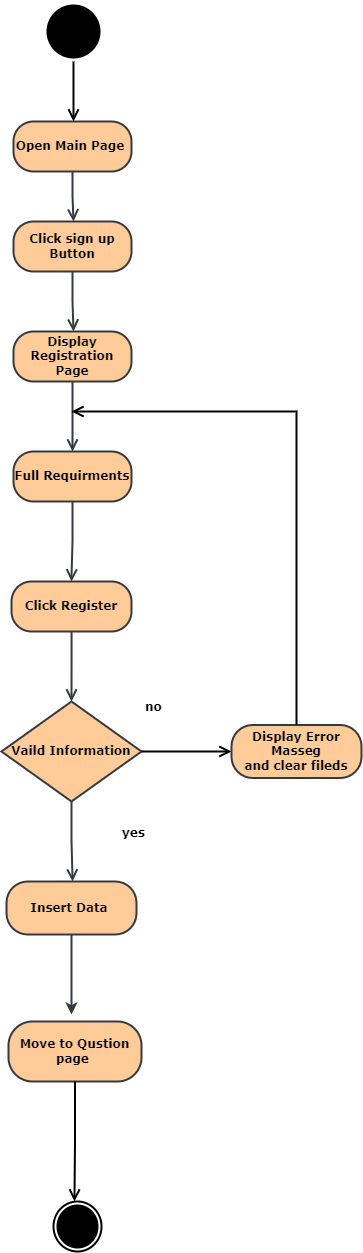 Open Main Page
Click sign up
Button
Display
Registration
Page
Full Requirments
Click Register
no
Vaild Information
Display Error
Masseg
and clear fileds
yes
Insert Data
Move to Qustion
page